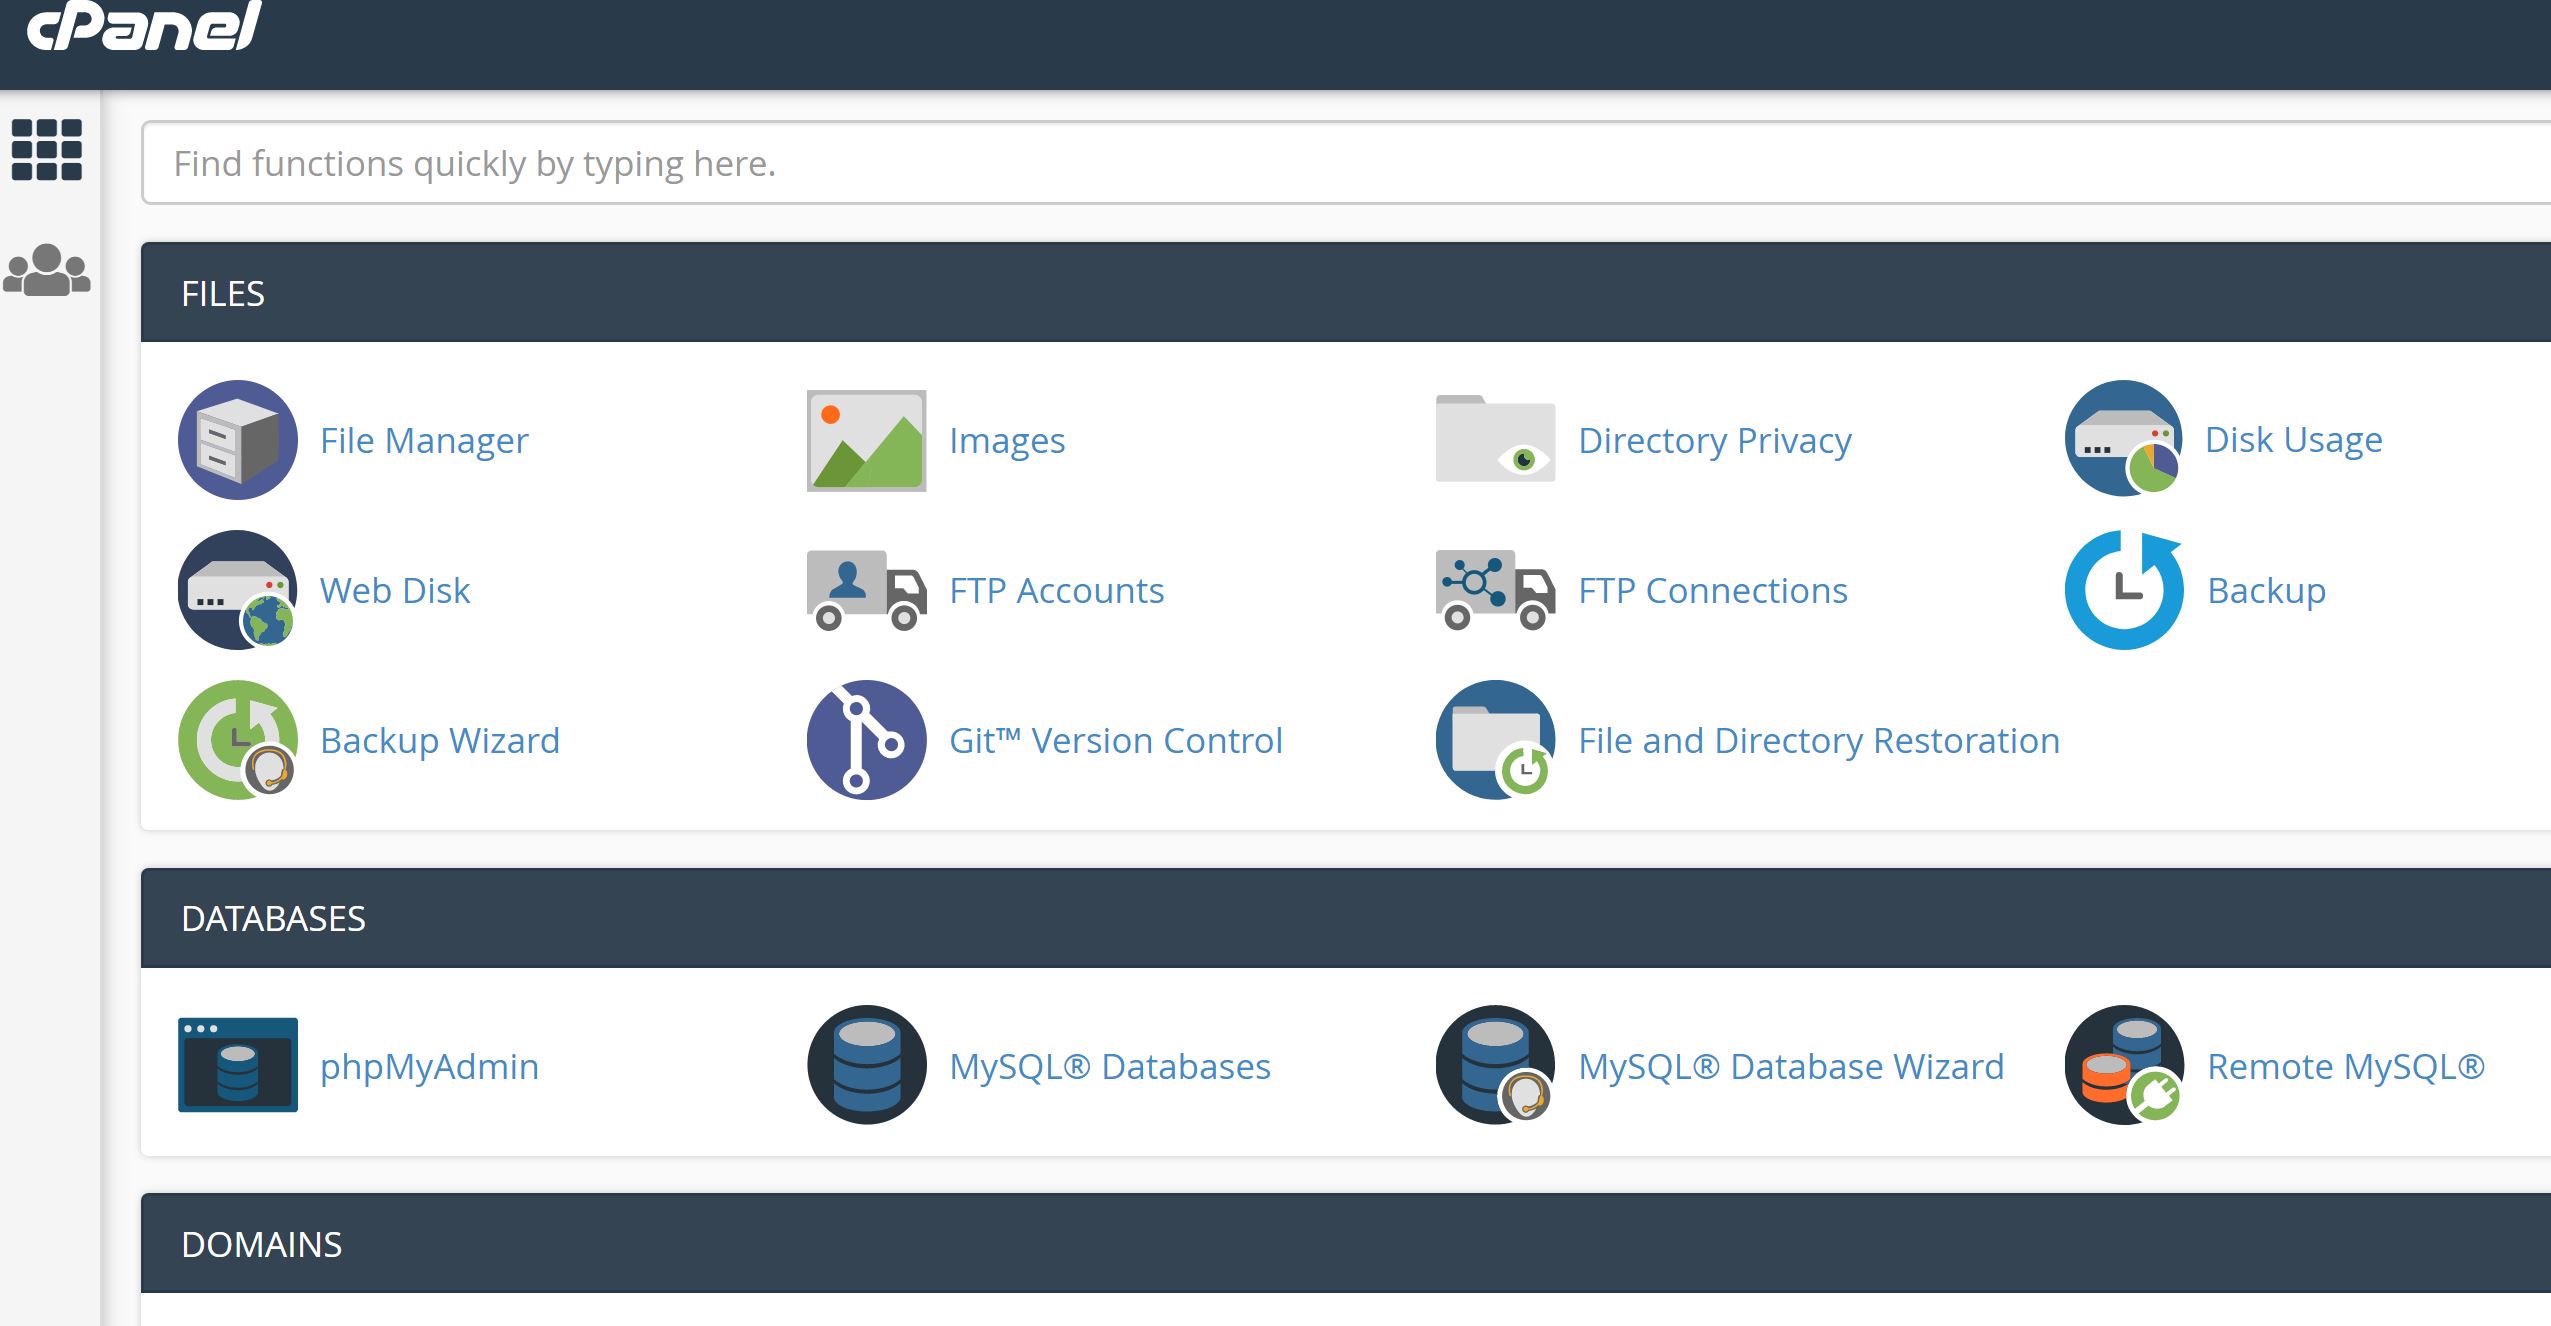 cPanel
Find functions quickly by typing here.
FILES
File Manager
Images
Directory Privacy
Disk Usage
Web Disk
FTP Accounts
FTP Connections
Backup
Backup Wizard
Git™ Version Control
File and Directory Restoration
DATABASES
phpMyAdmin
MySQL® Databases
MySQL® Database Wizard
Remote MySQL®
DOMAINS